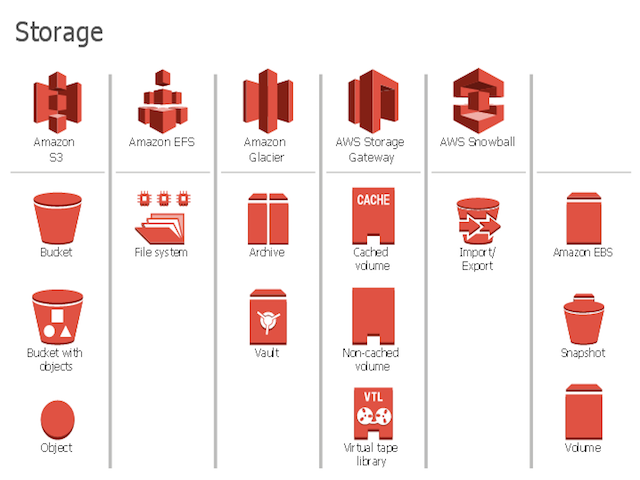 Storage
Amazon
S3
Amazon EFS
Amazon
Glacier
AWS Storage
Gateway
AWS Snowball
Bucket
File system
Archive
CACHE
Cached
volume
Import/
Export
Amazon EBS
Bucket with
objects
Vault
Non-cached
volume
Snapshot
Object
VTL
Virtual tape
library
Volume